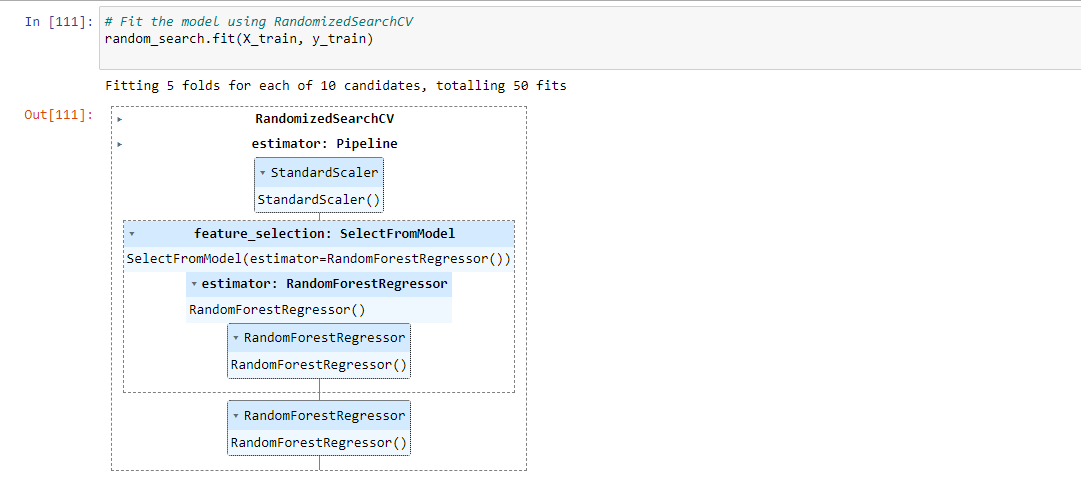 In [111]: # Fit the model using RandomizedSearchCV
random_search.fit(X_train, y_train)
Fitting 5 folds for each of 10 candidates, totalling 50 fits
Out[111]:
RandomizedSearchCV
estimator: Pipeline
StandardScaler
StandardScaler()
feature_selection: SelectFromModel
SelectFromModel(estimator=RandomForestRegressor())
estimator: RandomForestRegressor
RandomForestRegressor()
RandomForestRegressor
RandomForestRegressor()
RandomForestRegressor
RandomForestRegressor()